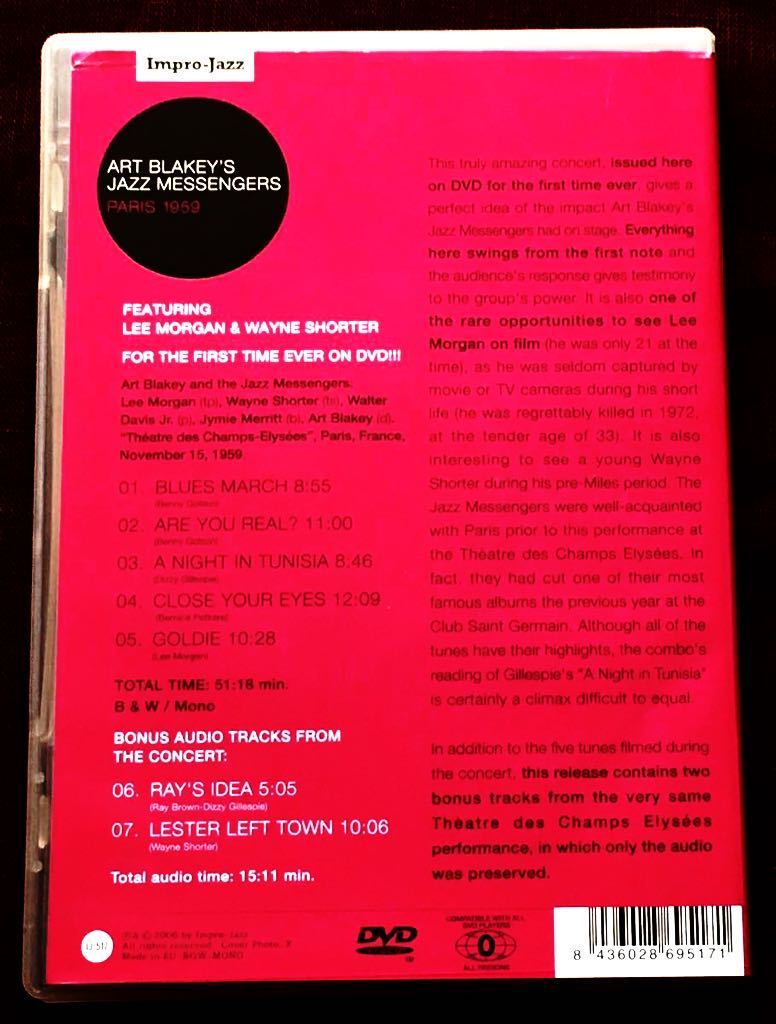 Impro-Jazz
ART BLAKEY'S
JAZZ MESSENGERS
PARIS 1959
FEATURING
LEE MORGAN & WAYNE SHORTER
FOR THE FIRST TIME EVER ON DVD!!!
Art Blakey and the Jazz Messengers:
Lee Morgan (tp), Wayne Shorter (ts), Walter
Davis Jr. (p), Jymie Merritt (b), Art Blakey (d).
"Théatre des Champs-Elysées", Paris, France,
November 15, 1959.
01. BLUES MARCH 8:55
(Benny Golson)
02. ARE YOU REAL? 11:00
(Benny Golson)
03. A NIGHT IN TUNISIA 8:46
(Dizzy Gillespie)
04. CLOSE YOUR EYES 12:09
(Bernice Petkere)
05. GOLDIE 10:28
(Lee Morgan)
TOTAL TIME: 51:18 min.
B & W / Mono
BONUS AUDIO TRACKS FROM
THE CONCERT:
06. RAY'S IDEA 5:05
(Ray Brown-Dizzy Gillespie)
07. LESTER LEFT TOWN 10:06
(Wayne Shorter)
Total audio time: 15:11 min.
This truly amazing concert, issued here
on DVD for the first time ever, gives a
perfect idea of the impact Art Blakey's
Jazz Messengers had on stage. Everything
here swings from the first note and
the audience's response gives testimony
to the group's power. It is also one of
the rare opportunities to see Lee
Morgan on film (he was only 21 at the
time), as he was seldom captured by
movie or TV cameras during his short
life (he was regrettably killed in 1972,
at the tender age of 33). It is also
interesting to see a young Wayne
Shorter during his pre-Miles period. The
Jazz Messengers were well-acquainted
with Paris prior to this performance at
the Théatre des Champs Elysées. In
fact, they had cut one of their most
famous albums the previous year at the
Club Saint Germain. Although all of the
tunes have their highlights, the combo's
reading of Gillespie's "A Night in Tunisia"
is certainly a climax difficult to equal.
In addition to the five tunes filmed during
the concert, this release contains two
bonus tracks from the very same
Théatre des Champs Elysées
performance, in which only the audio
was preserved.
IJ 517
℗ & © 2006 by Impro-Jazz
All rights reserved. Cover Photo: X
Made in EU - B&W, MONO
DVD
COMPATIBLE WITH ALL
DVD PLAYERS
0
ALL REGIONS
8 436028 695171